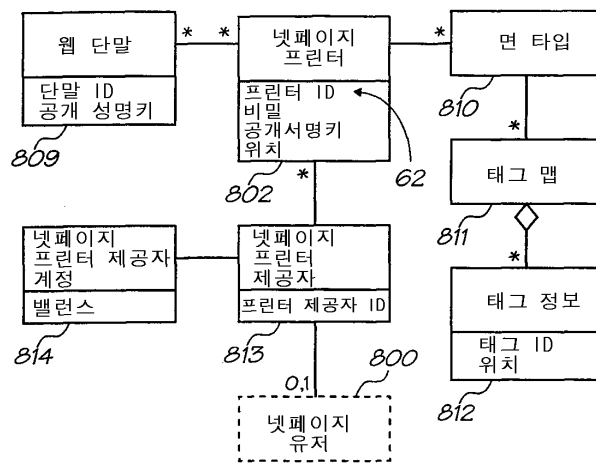 웹 단말
단말 ID
공개 성명키
809
* *
넷페이지
프린터
프린터 ID
비밀
공개서명키
위치
802
62
*
면 타입
810
*
태그 맵
811
*
태그 정보
태그 ID
위치
812
*
넷페이지
프린터 제공자
계정
밸런스
814
넷페이지
프린터
제공자
프린터 제공자 ID
813
0,1
800
넷페이지
유저